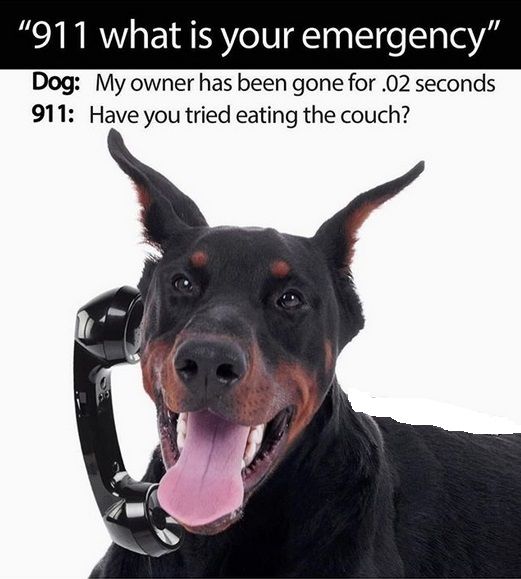 “911 what is your emergency”
Dog: My owner has been gone for .02 seconds
911: Have you tried eating the couch?